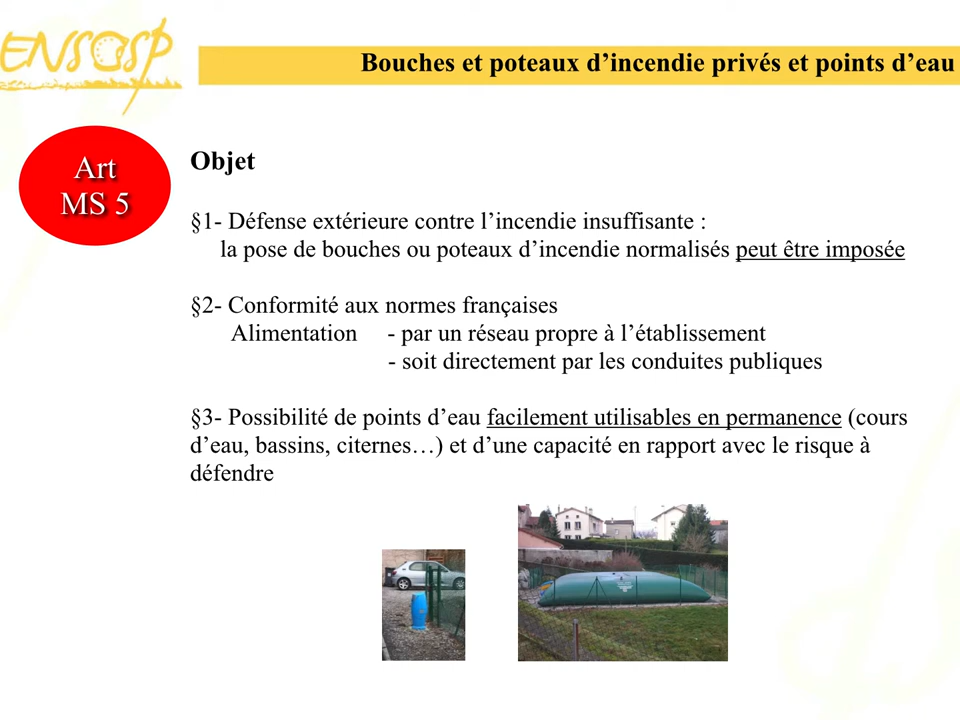 ENSOSP
Bouches et poteaux d’incendie privés et points d’eau
Art
MS 5
Objet
§1- Défense extérieure contre l’incendie insuffisante :
la pose de bouches ou poteaux d’incendie normalisés peut être imposée
§2- Conformité aux normes françaises
Alimentation - par un réseau propre à l’établissement
- soit directement par les conduites publiques
§3- Possibilité de points d’eau facilement utilisables en permanence (cours
d’eau, bassins, citernes…) et d’une capacité en rapport avec le risque à
défendre